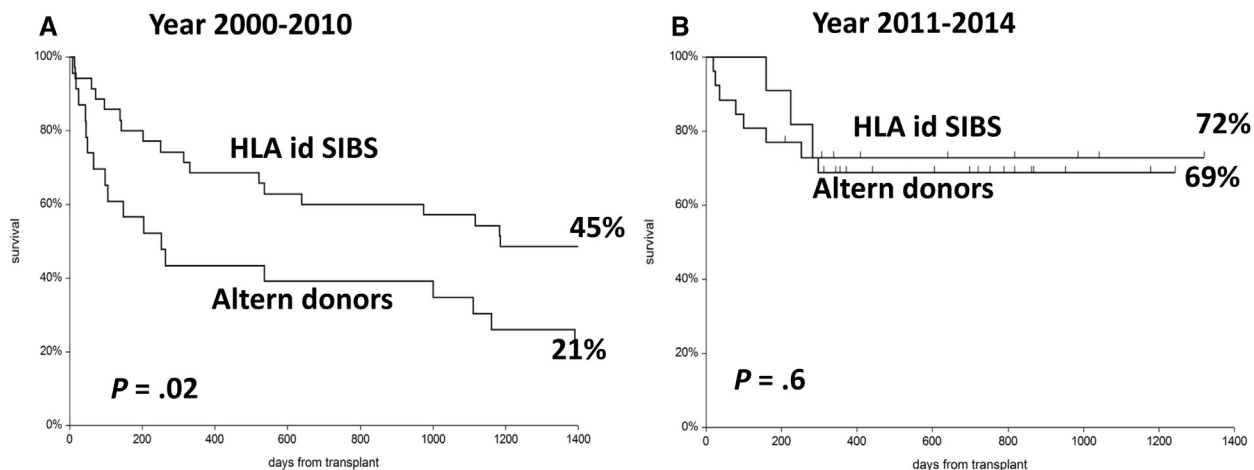 A
Year 2000-2010
100%
80%
60%
40%
20%
0%
survival
HLA id SIBS
45%
Altern donors
21%
P = .02
0 200 400 600 800 1000 1200 1400
days from transplant
B
Year 2011-2014
100%
80%
60%
40%
20%
0%
survival
HLA id SIBS
72%
Altern donors
69%
P = .6
0 200 400 600 800 1000 1200 1400
days from transplant